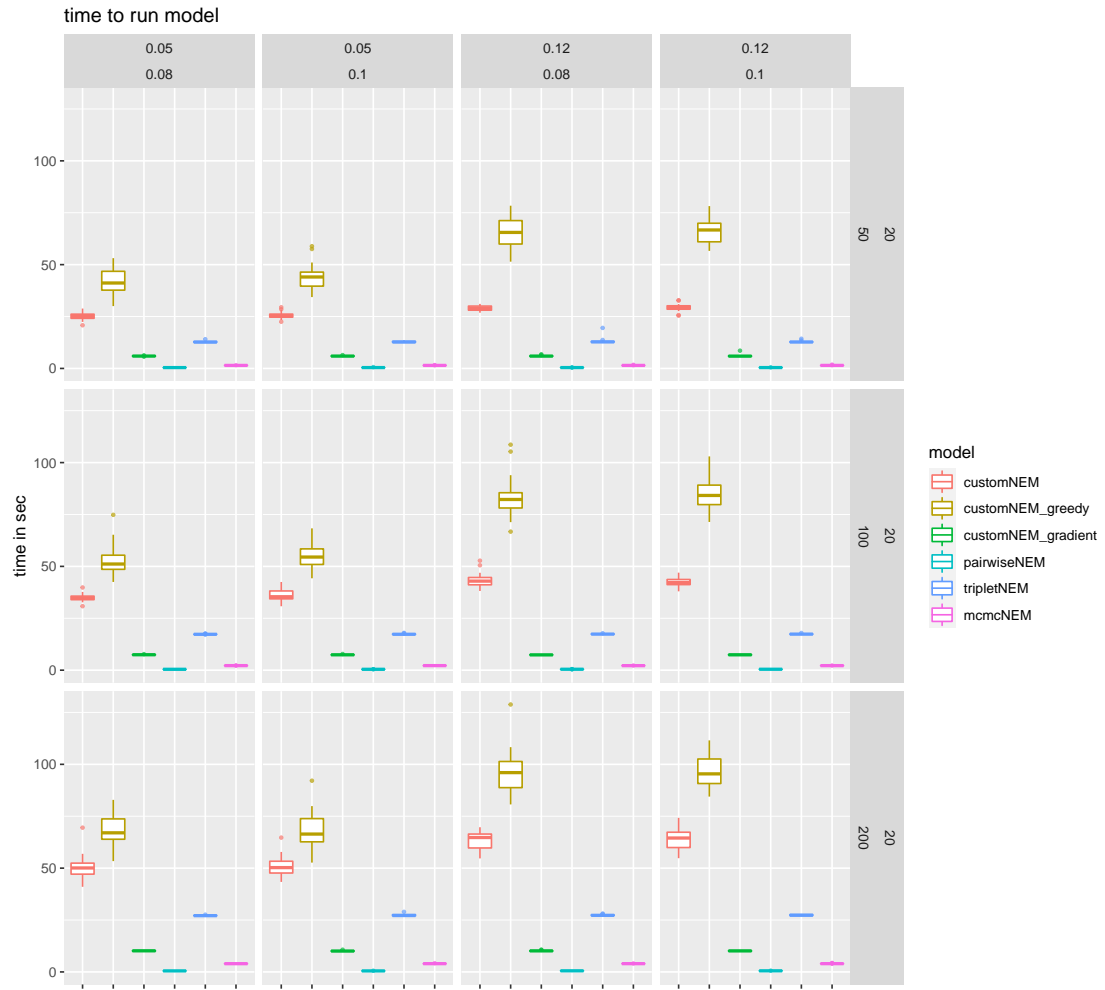 time to run model
0.05
0.05
0.12
0.12
0.08
0.1
0.08
0.1
100
50
0
20
50
100
50
0
20
100
100
50
0
20
200
time in sec
model
customNEM
customNEM_greedy
customNEM_gradient
pairwiseNEM
tripletNEM
mcmcNEM